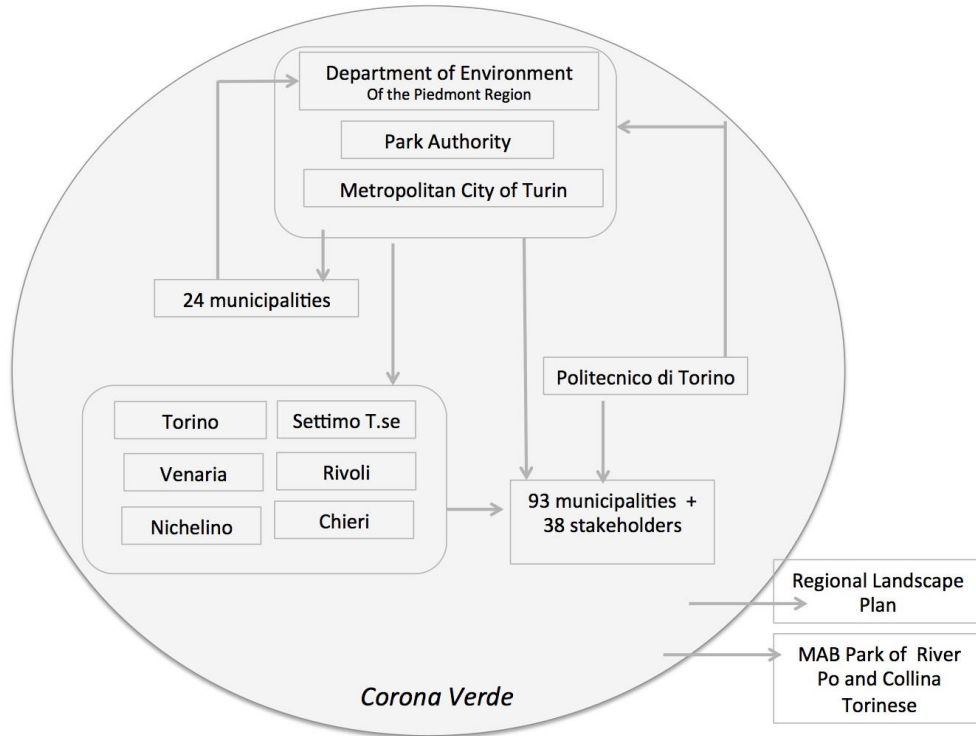 Department of Environment
Of the Piedmont Region
Park Authority
Metropolitan City of Turin
24 municipalities
Politecnico di Torino
Torino
Settimo T.se
Venaria
Rivoli
Nichelino
Chieri
93 municipalities +
38 stakeholders
Regional Landscape
Plan
MAB Park of River
Po and Collina
Torinese
Corona Verde